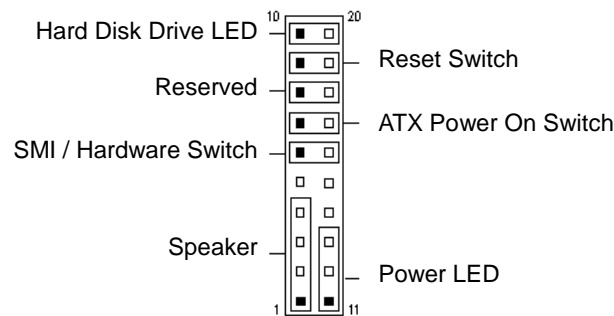 10 20
Hard Disk Drive LED
Reset Switch
Reserved
ATX Power On Switch
SMI / Hardware Switch
Speaker
Power LED
1 11